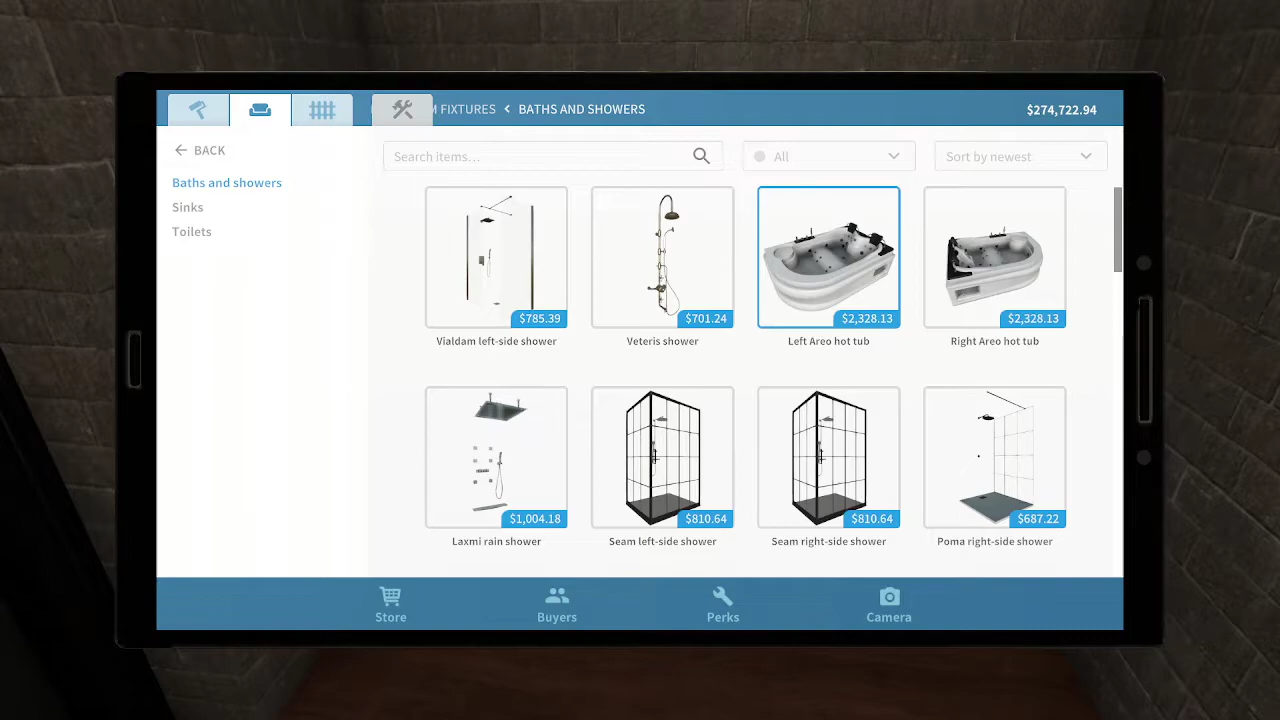 M FIXTURES < BATHS AND SHOWERS
$274,722.94
BACK
Search items...
All
Sort by newest
Baths and showers
Sinks
Toilets
$785.39
$701.24
$2,328.13
$2,328.13
Vialdam left-side shower
Veteris shower
Left Areo hot tub
Right Areo hot tub
$1,004.18
$810.64
$810.64
$687.22
Laxmi rain shower
Seam left-side shower
Seam right-side shower
Poma right-side shower
Store
Buyers
Perks
Camera